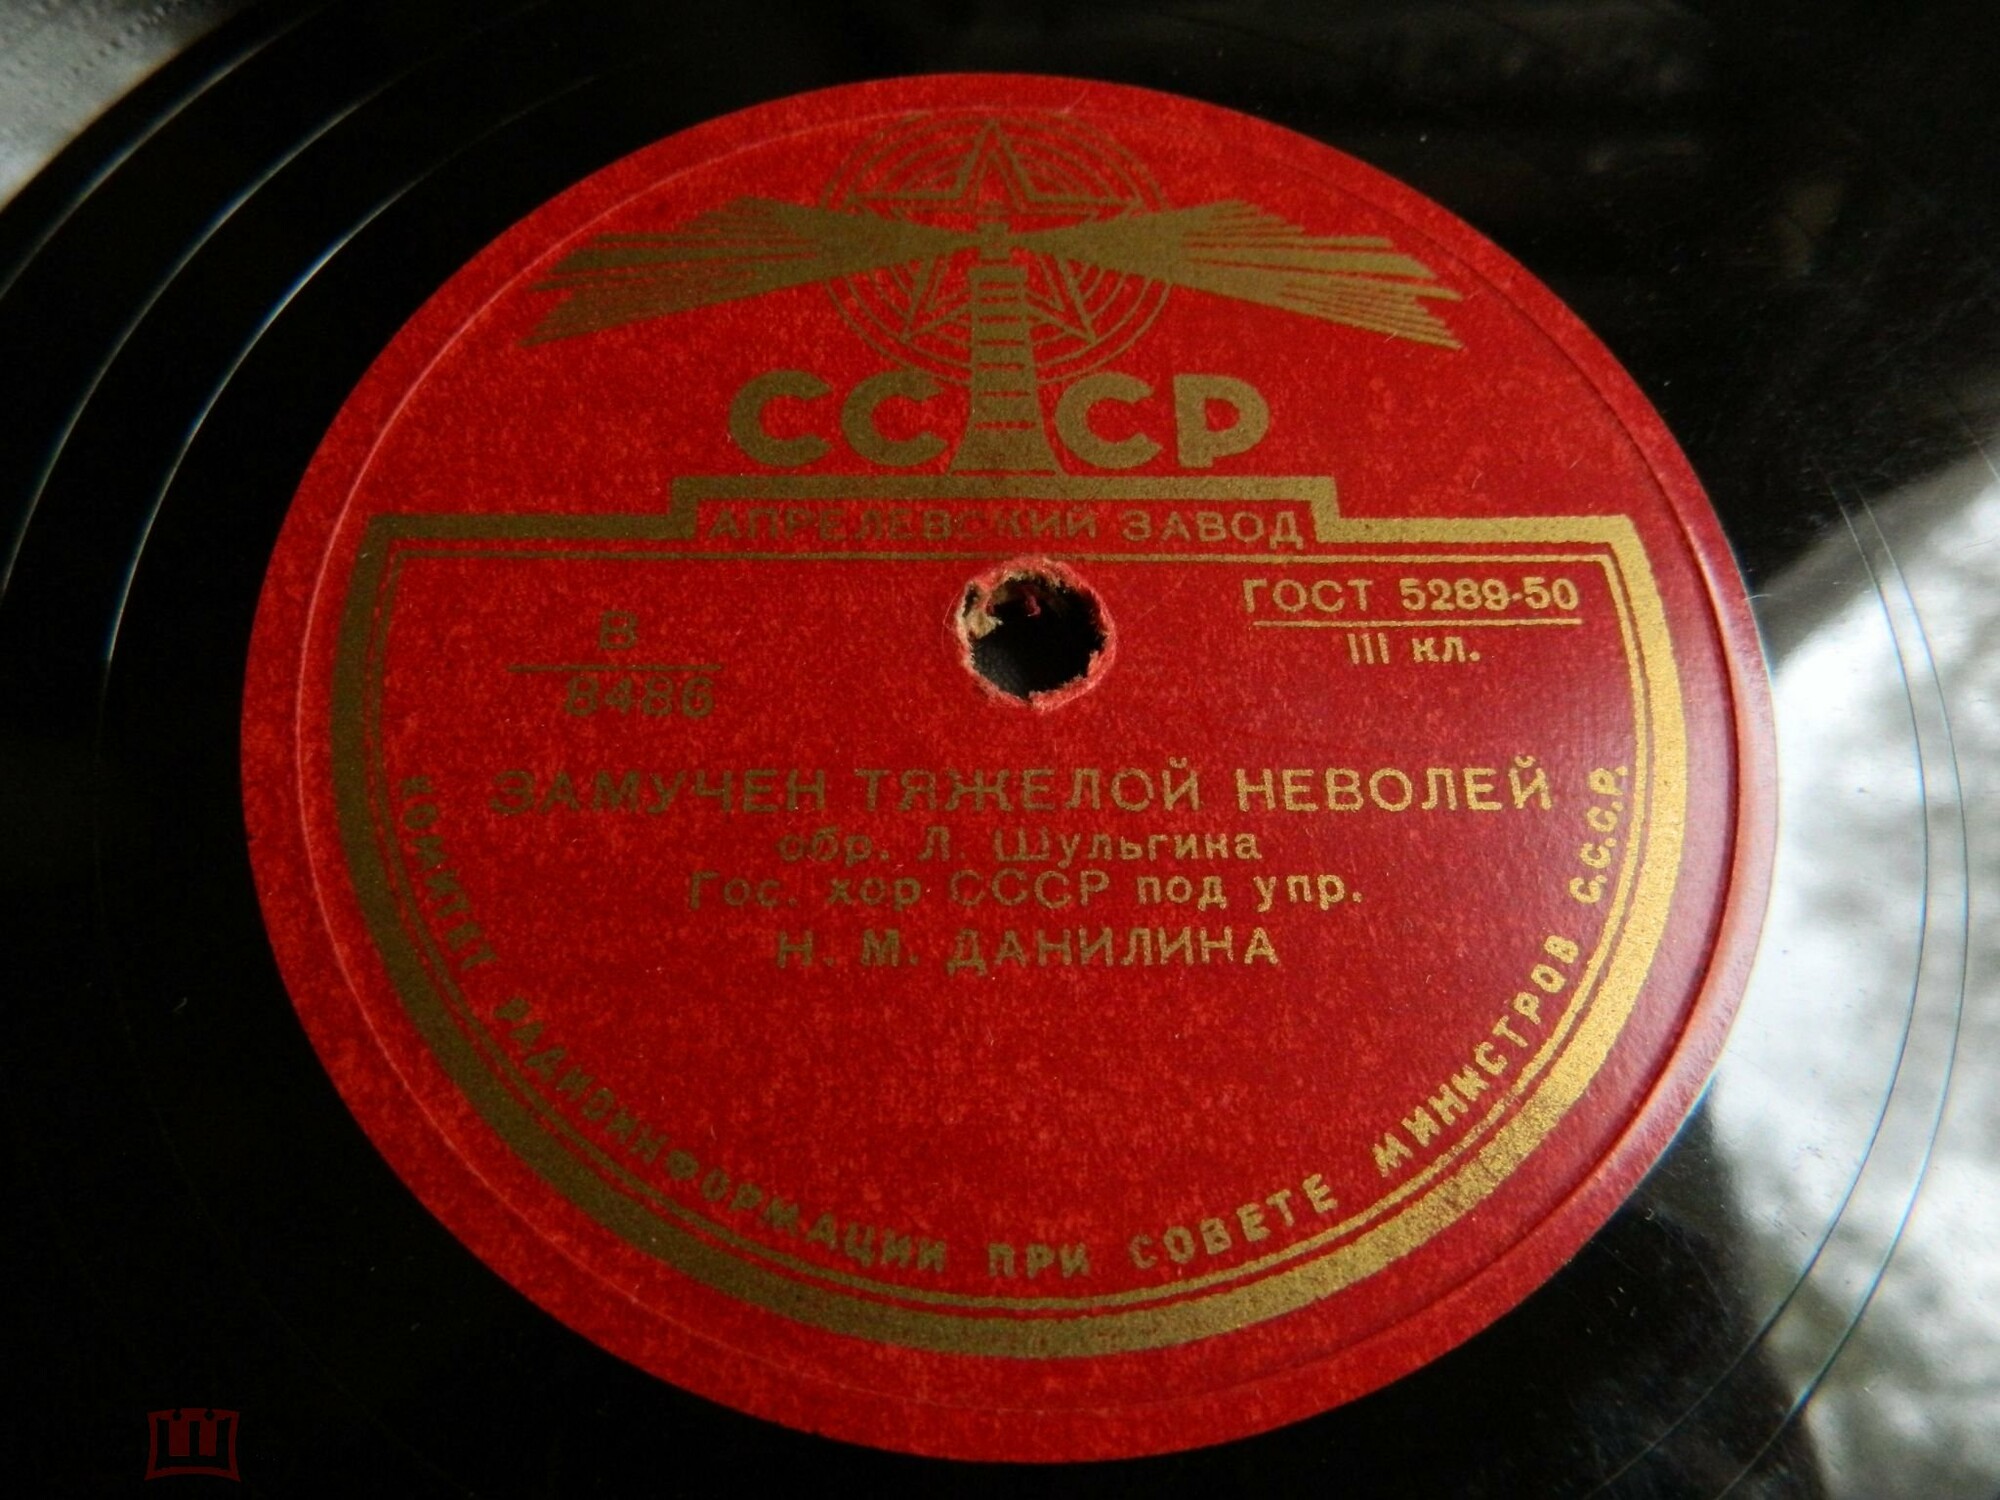 СССР
АПРЕЛЕВСКИЙ ЗАВОД
ГОСТ 5289-50
III кл.
В
8486
ЗАМУЧЕН ТЯЖЕЛОЙ НЕВОЛЕЙ
обр. Л. Шульгина
Гос. хор СССР под упр.
Н. М. ДАНИЛИНА
КОМИТЕТ РАДИОИНФОРМАЦИИ ПРИ СОВЕТЕ МИНИСТРОВ С.С.С.Р.